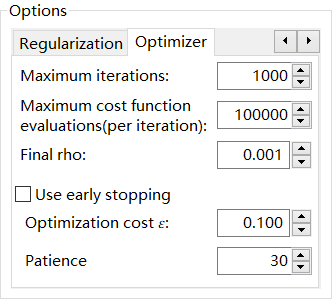 Options
Regularization Optimizer
Maximum iterations: 1000
Maximum cost function
evaluations(per iteration): 100000
Final rho: 0.001
Use early stopping
Optimization cost ε: 0.100
Patience 30